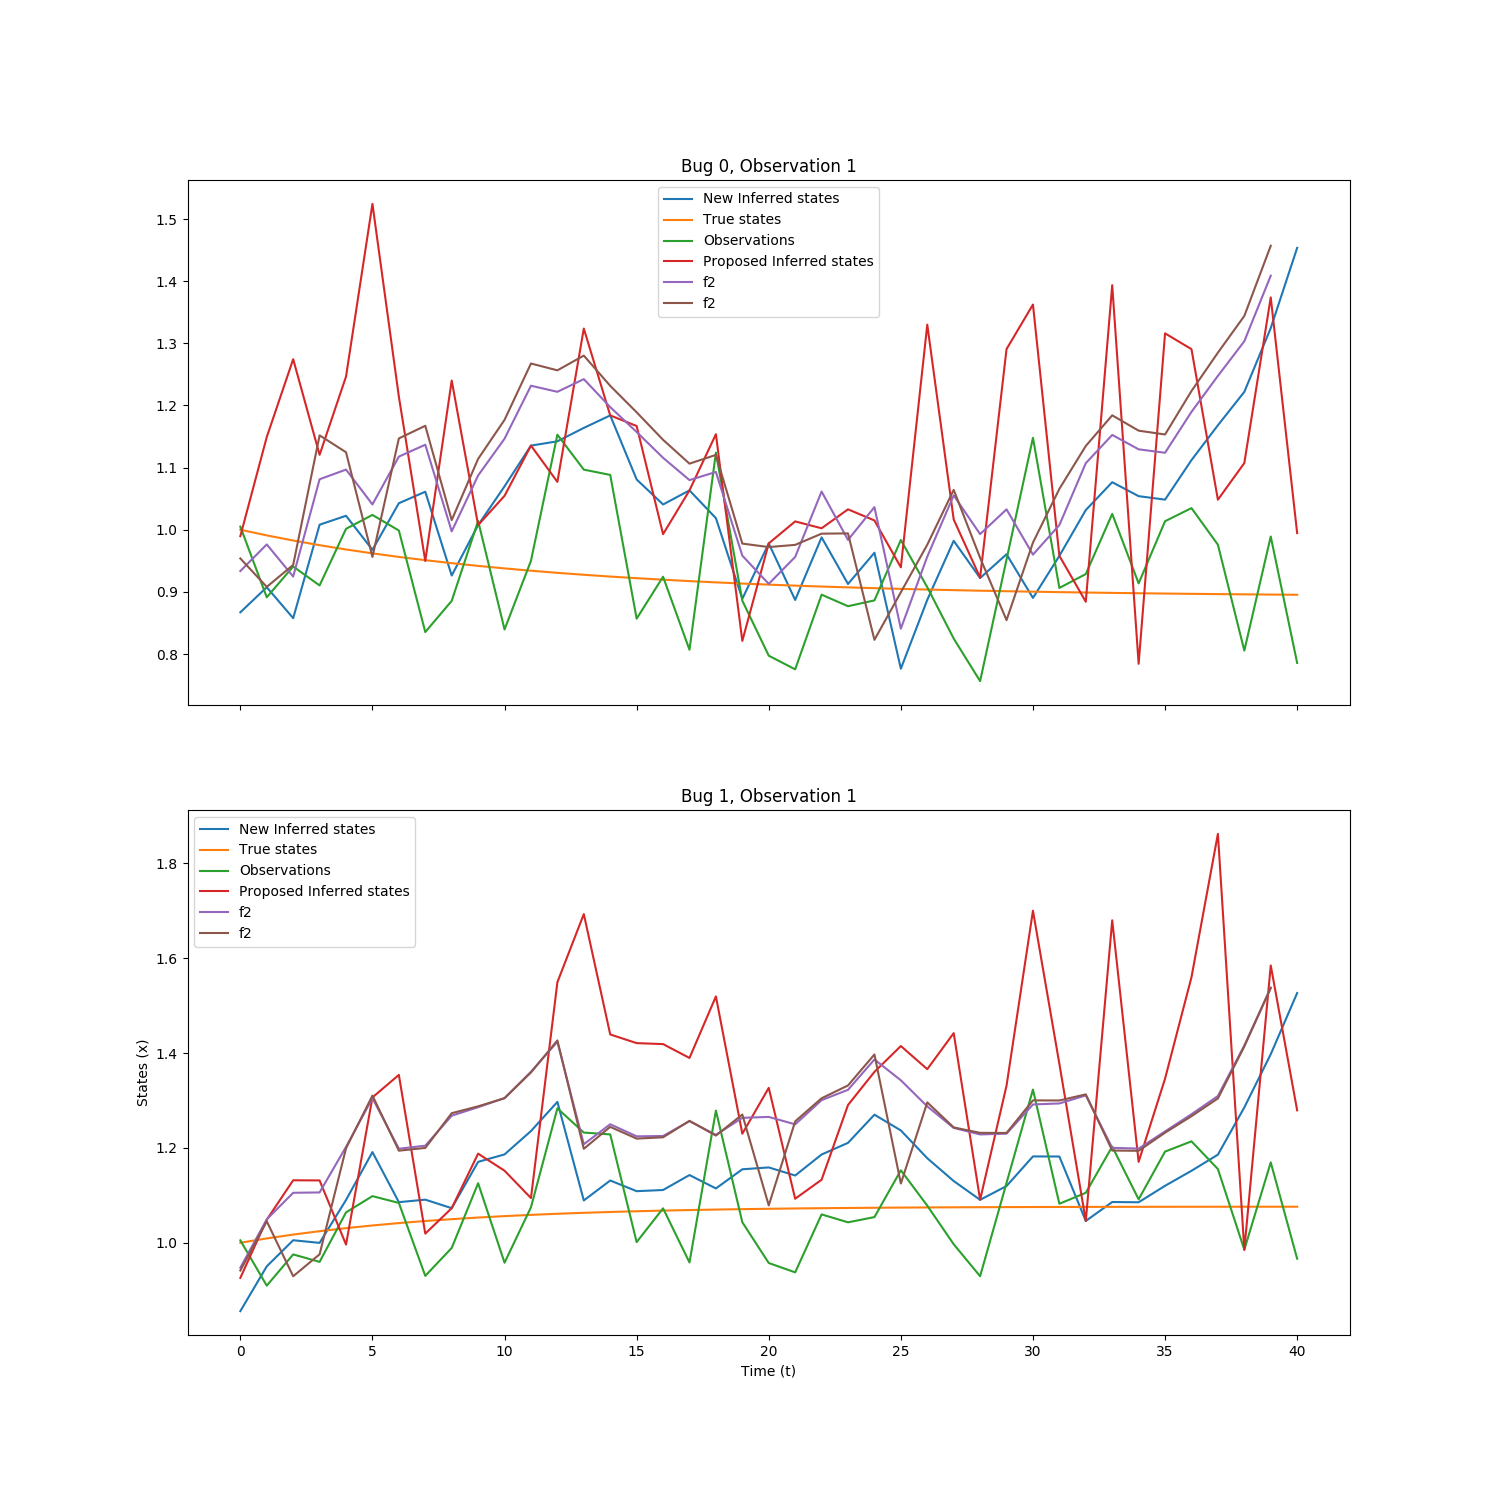 Bug 0, Observation 1
New Inferred states
True states
Observations
Proposed Inferred states
f2
f2
1.5
1.4
1.3
1.2
1.1
1.0
0.9
0.8
Bug 1, Observation 1
New Inferred states
True states
Observations
Proposed Inferred states
f2
f2
1.8
1.6
1.4
1.2
1.0
States (x)
0 5 10 15 20 25 30 35 40
Time (t)